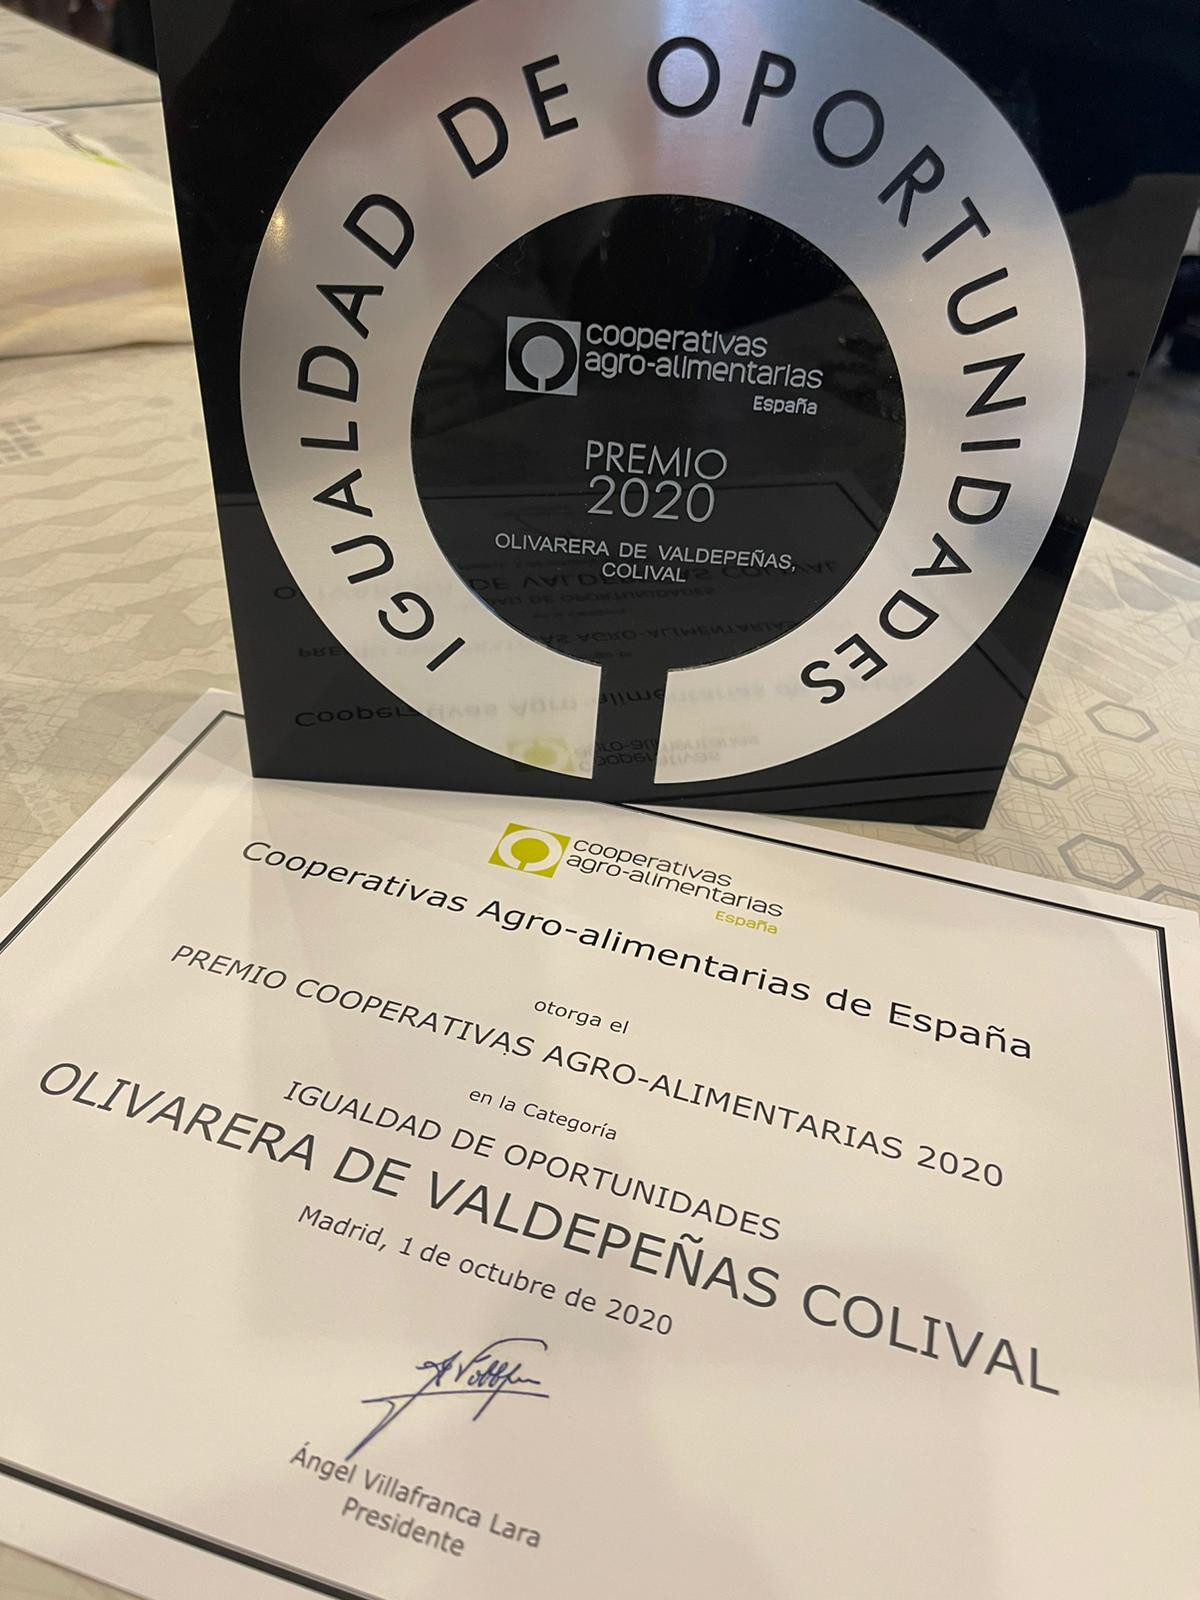 IGUALDAD DE OPORTUNIDADES
cooperativas
agro-alimentarias
España
PREMIO
2020
OLIVARERA DE VALDEPEÑAS,
COLIVAL
cooperativas
agro-alimentarias
España
Cooperativas Agro-alimentarias de España
otorga el
PREMIO COOPERATIVAS AGRO-ALIMENTARIAS 2020
en la Categoría
IGUALDAD DE OPORTUNIDADES
OLIVARERA DE VALDEPEÑAS COLIVAL
Madrid, 1 de octubre de 2020
Ángel Villafranca Lara
Presidente